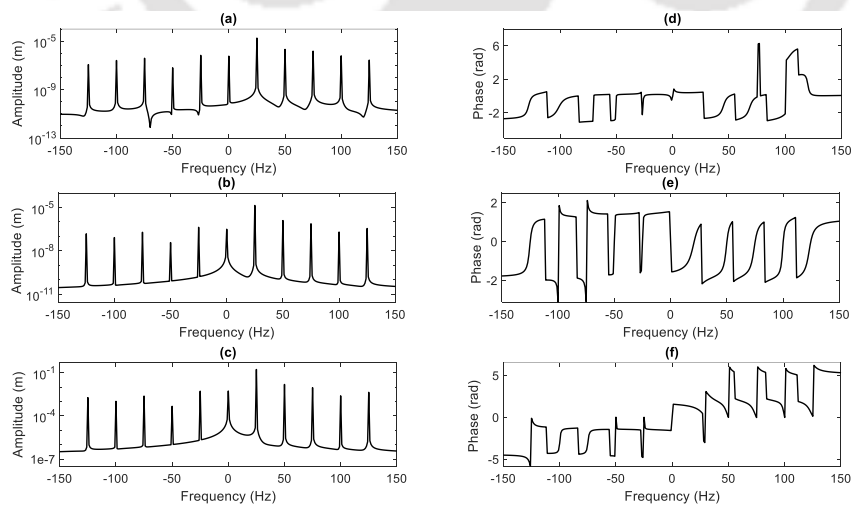 (a)
Amplitude (m)
10-5
10-9
10-13
-150 -100 -50 0 50 100 150
Frequency (Hz)
(b)
Amplitude (m)
10-5
10-8
10-11
-150 -100 -50 0 50 100 150
Frequency (Hz)
(c)
Amplitude (m)
10-1
10-4
1e-7
-150 -100 -50 0 50 100 150
Frequency (Hz)
(d)
Phase (rad)
6
2
-2
-150 -100 -50 0 50 100 150
Frequency (Hz)
(e)
Phase (rad)
2
0
-2
-150 -100 -50 0 50 100 150
Frequency (Hz)
(f)
Phase (rad)
5
0
-5
-150 -100 -50 0 50 100 150
Frequency (Hz)